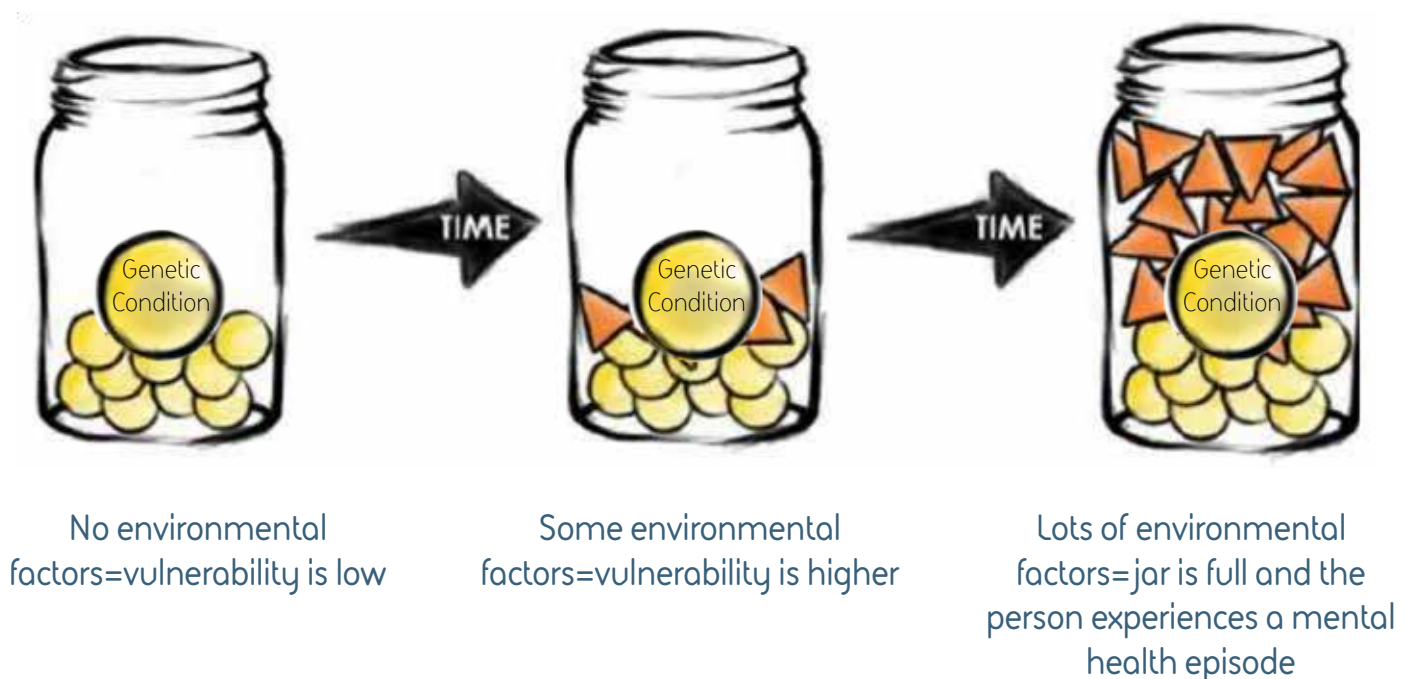 Genetic
Condition
TIME
Genetic
Condition
TIME
Genetic
Condition
No environmental
factors=vulnerability is low
Some environmental
factors=vulnerability is higher
Lots of environmental
factors=jar is full and the
person experiences a mental
health episode